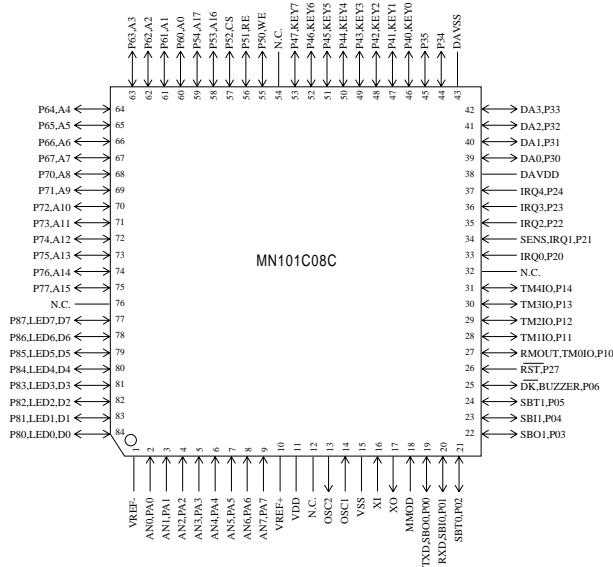 P63,A3
P62,A2
P61,A1
P60,A0
P54,A17
P53,A16
P52,CS
P51,RE
P50,WE
N.C.
P47,KEY7
P46,KEY6
P45,KEY5
P44,KEY4
P43,KEY3
P42,KEY2
P41,KEY1
P40,KEY0
P35
P34
DAVSS
63 62 61 60 59 58 57 56 55 54 53 52 51 50 49 48 47 46 45 44 43
P64,A4 64
P65,A5 65
P66,A6 66
P67,A7 67
P70,A8 68
P71,A9 69
P72,A10 70
P73,A11 71
P74,A12 72
P75,A13 73
P76,A14 74
P77,A15 75
N.C. 76
P87,LED7,D7 77
P86,LED6,D6 78
P85,LED5,D5 79
P84,LED4,D4 80
P83,LED3,D3 81
P82,LED2,D2 82
P81,LED1,D1 83
P80,LED0,D0 84
MN101C08C
42 DA3,P33
41 DA2,P32
40 DA1,P31
39 DA0,P30
38 DAVDD
37 IRQ4,P24
36 IRQ3,P23
35 IRQ2,P22
34 SENS,IRQ1,P21
33 IRQ0,P20
32 N.C.
31 TM4IO,P14
30 TM3IO,P13
29 TM2IO,P12
28 TM1IO,P11
27 RMOUT,TM0IO,P10
26 RST,P27
25 DK,BUZZER,P06
24 SBT1,P05
23 SBI1,P04
22 SBO1,P03
1 2 3 4 5 6 7 8 9 10 11 12 13 14 15 16 17 18 19 20 21
VREF-
AN0,PA0
AN1,PA1
AN2,PA2
AN3,PA3
AN4,PA4
AN5,PA5
AN6,PA6
AN7,PA7
VREF+
VDD
N.C.
OSC2
OSC1
VSS
XI
XO
MMOD
TXD,SBO0,P00
RXD,SBI0,P01
SBT0,P02